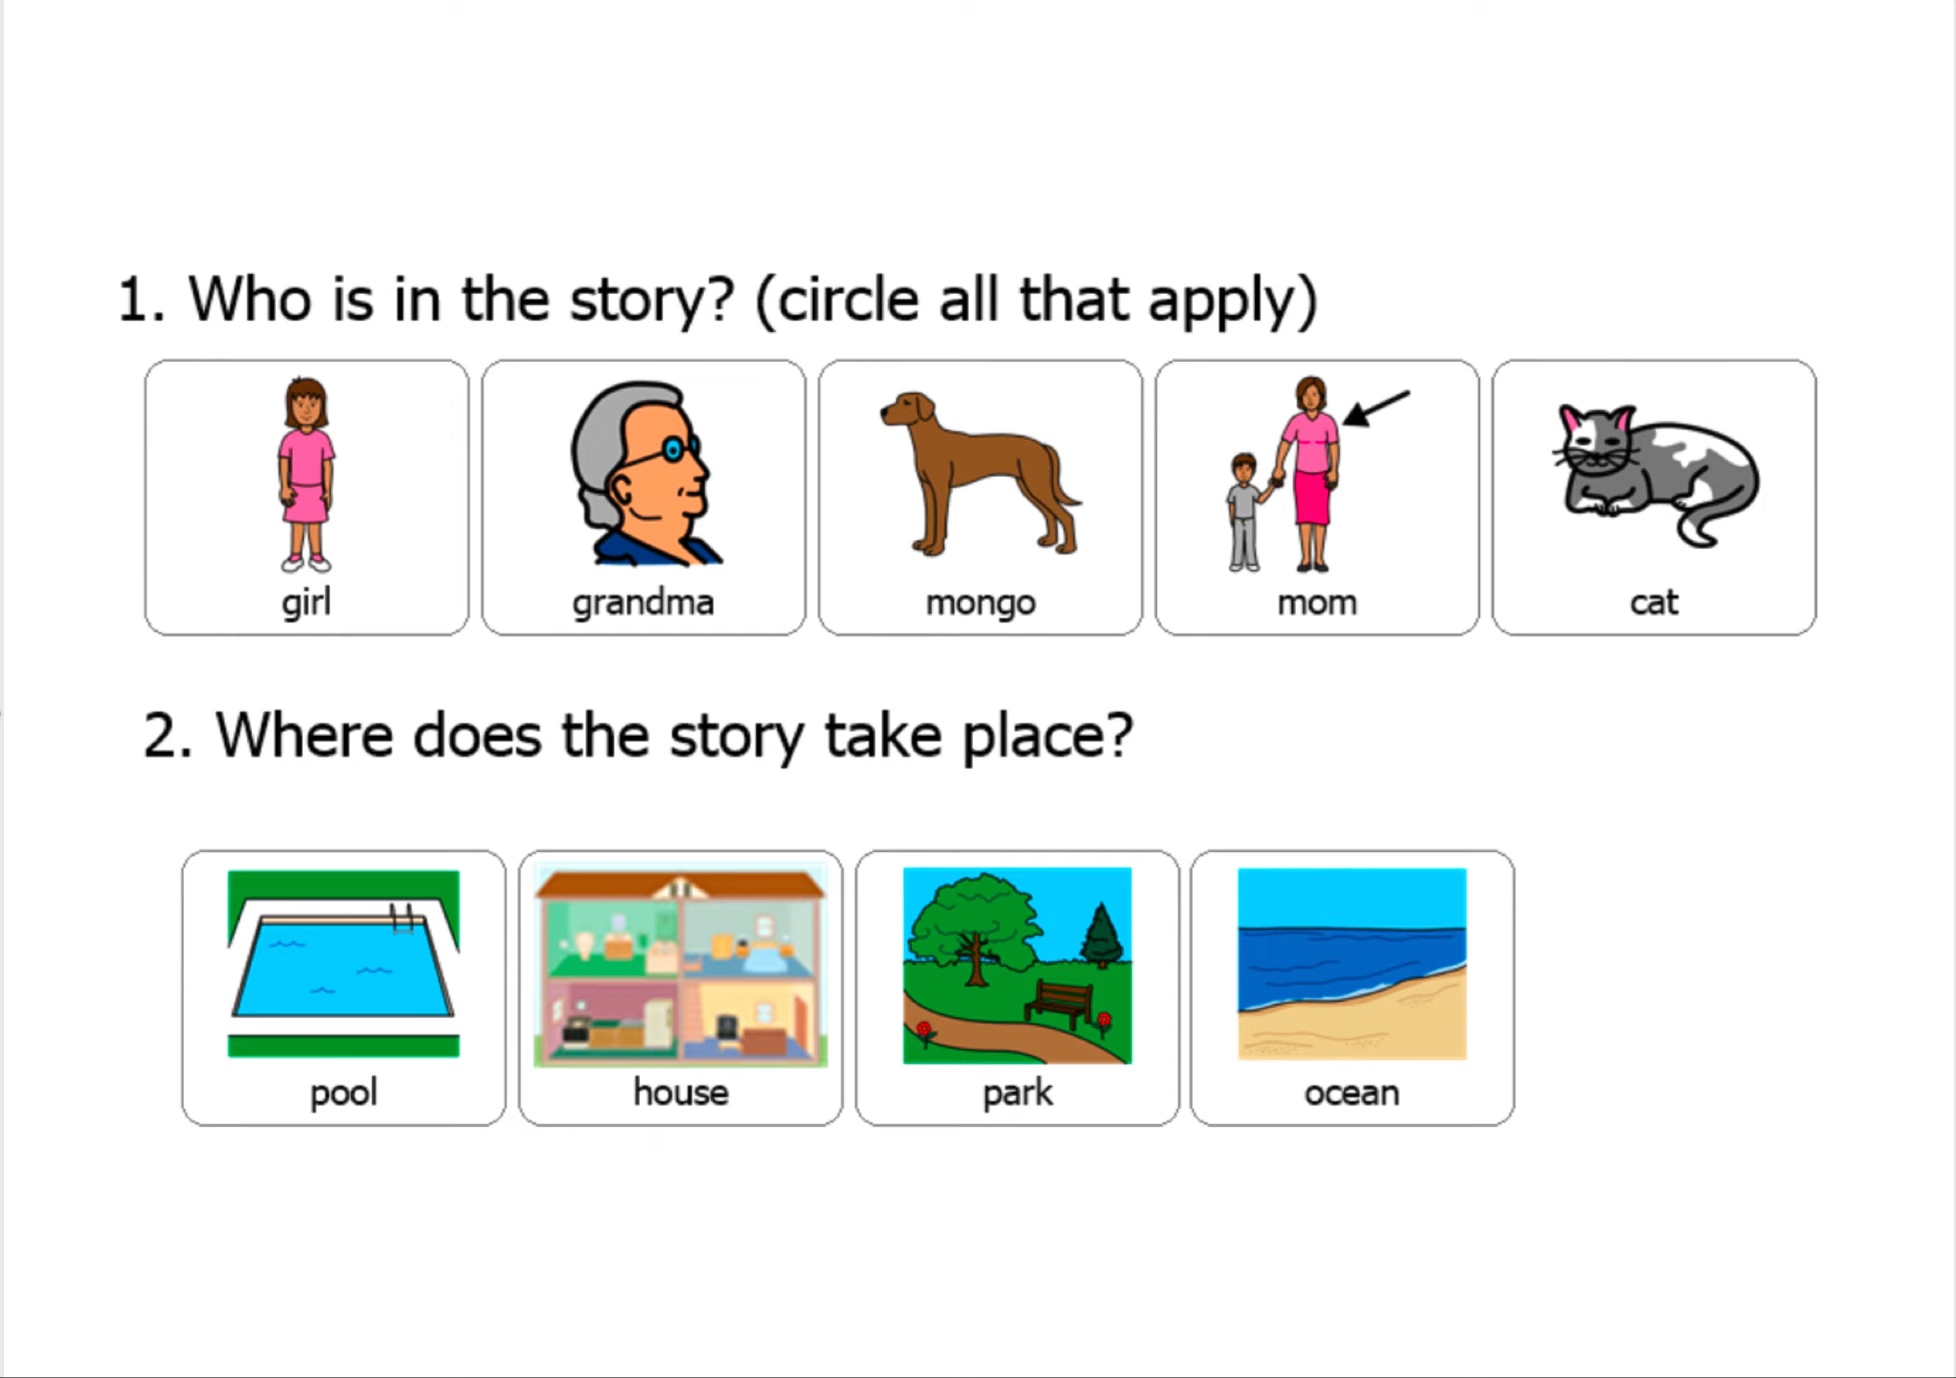 1. Who is in the story? (circle all that apply)
girl grandma mongo mom cat
2. Where does the story take place?
pool house park ocean